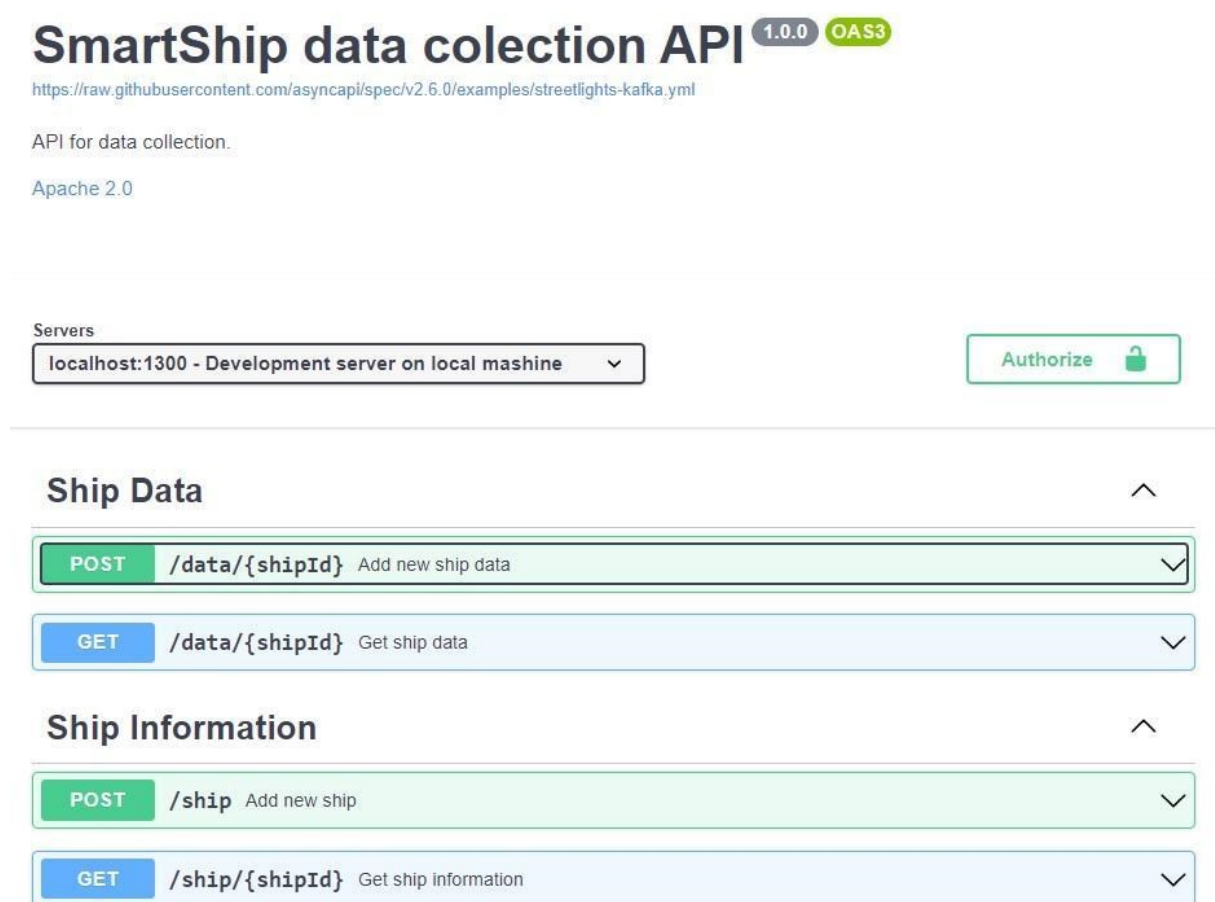 SmartShip data colection API 1.0.0 OAS3
https://raw.githubusercontent.com/asyncapi/spec/v2.6.0/examples/streetlights-kafka.yml
API for data collection.
Apache 2.0
Servers
localhost:1300 - Development server on local mashine
Authorize
Ship Data
POST /data/{shipId} Add new ship data
GET /data/{shipId} Get ship data
Ship Information
POST /ship Add new ship
GET /ship/{shipId} Get ship information